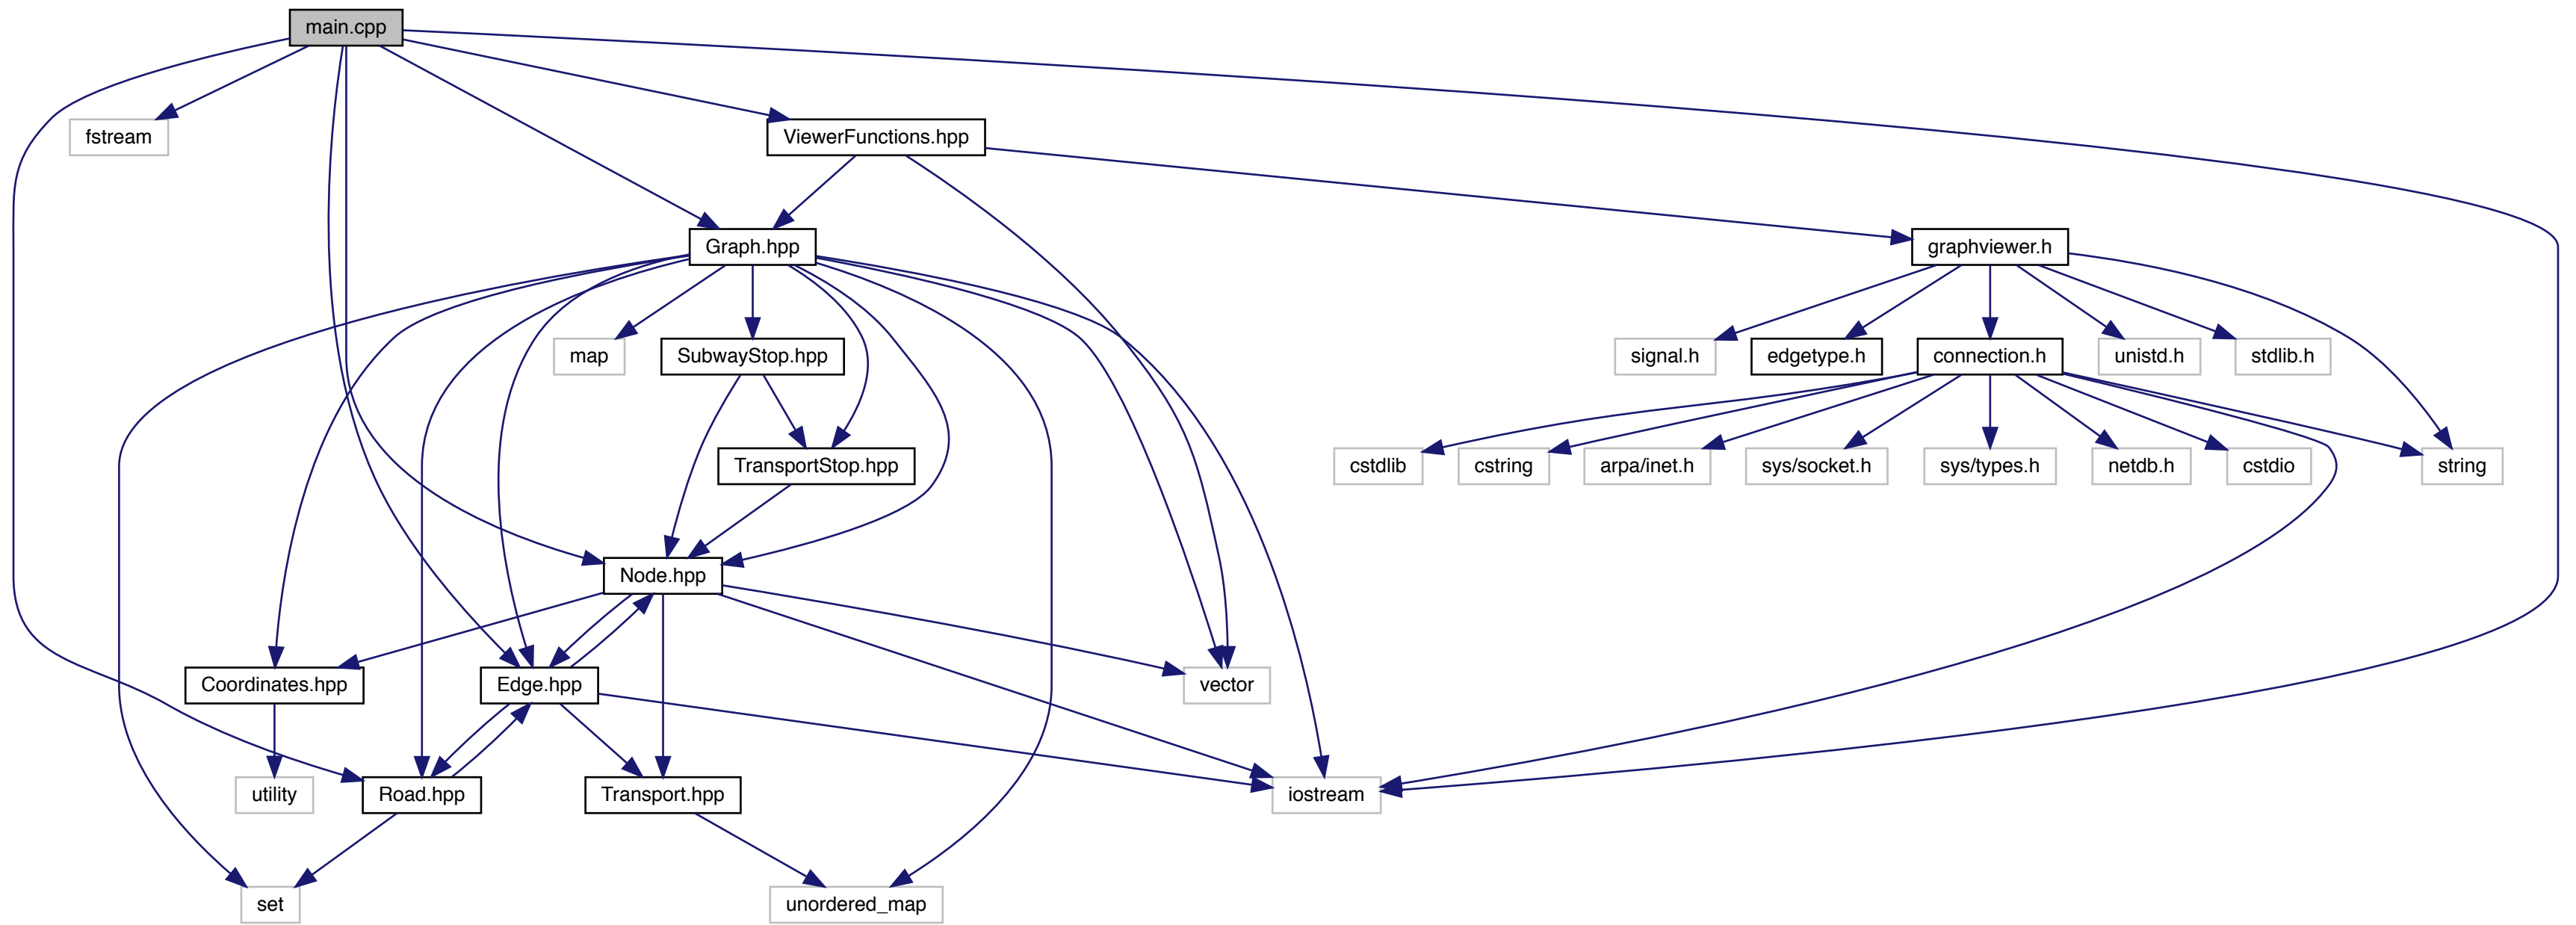 main.cpp
fstream
ViewerFunctions.hpp
Graph.hpp
graphviewer.h
map
SubwayStop.hpp
signal.h
edgetype.h
connection.h
unistd.h
stdlib.h
TransportStop.hpp
cstdlib
cstring
arpa/inet.h
sys/socket.h
sys/types.h
netdb.h
cstdio
string
Node.hpp
Coordinates.hpp
Edge.hpp
vector
utility
Road.hpp
Transport.hpp
iostream
set
unordered_map